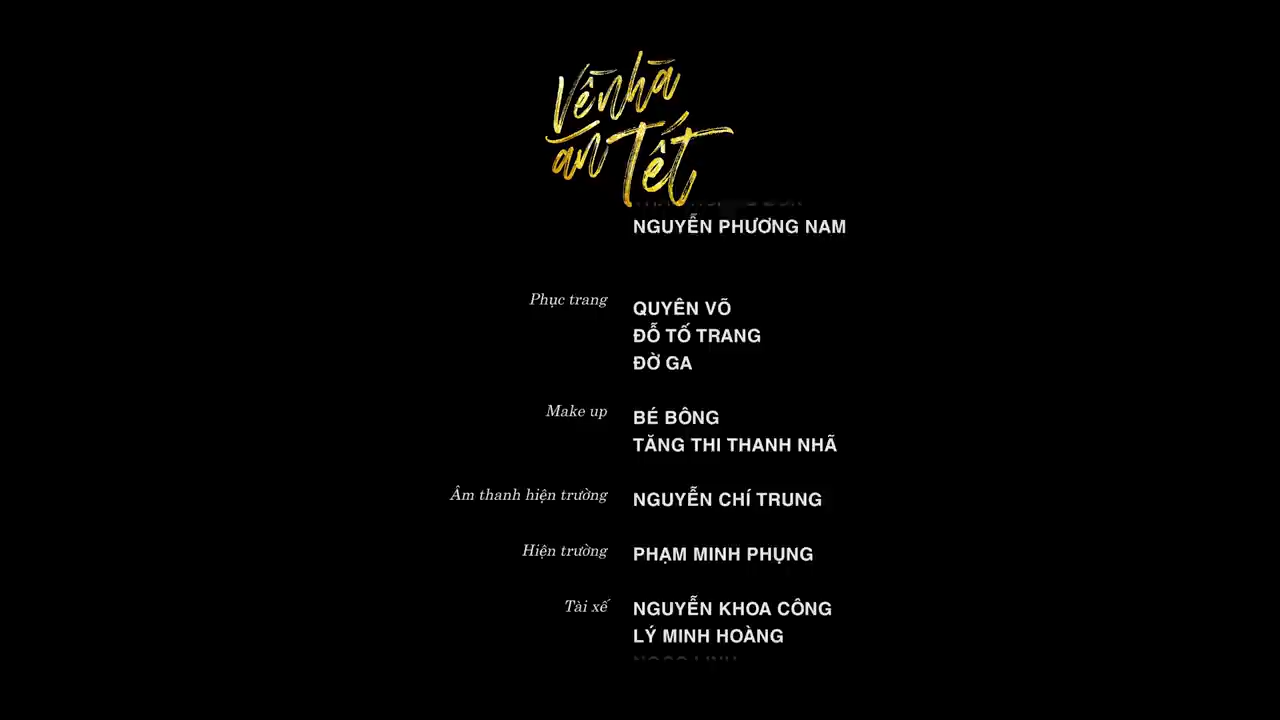 Về nhà
ăn Tết
NGUYỄN PHƯƠNG NAM
Phục trang QUYÊN VÕ
ĐỖ TỐ TRANG
ĐỜ GA
Make up BÉ BÔNG
TĂNG THI THANH NHÃ
Âm thanh hiện trường NGUYỄN CHÍ TRUNG
Hiện trường PHẠM MINH PHỤNG
Tài xế NGUYỄN KHOA CÔNG
LÝ MINH HOÀNG